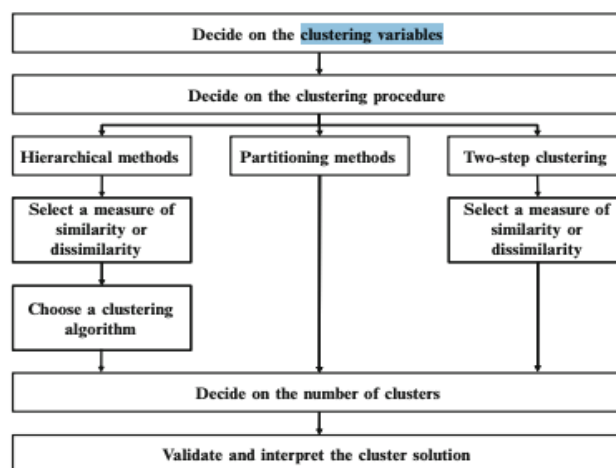 Decide on the clustering variables
Decide on the clustering procedure
Hierarchical methods
Partitioning methods
Two-step clustering
Select a measure of
similarity or
dissimilarity
Select a measure of
similarity or
dissimilarity
Choose a clustering
algorithm
Decide on the number of clusters
Validate and interpret the cluster solution